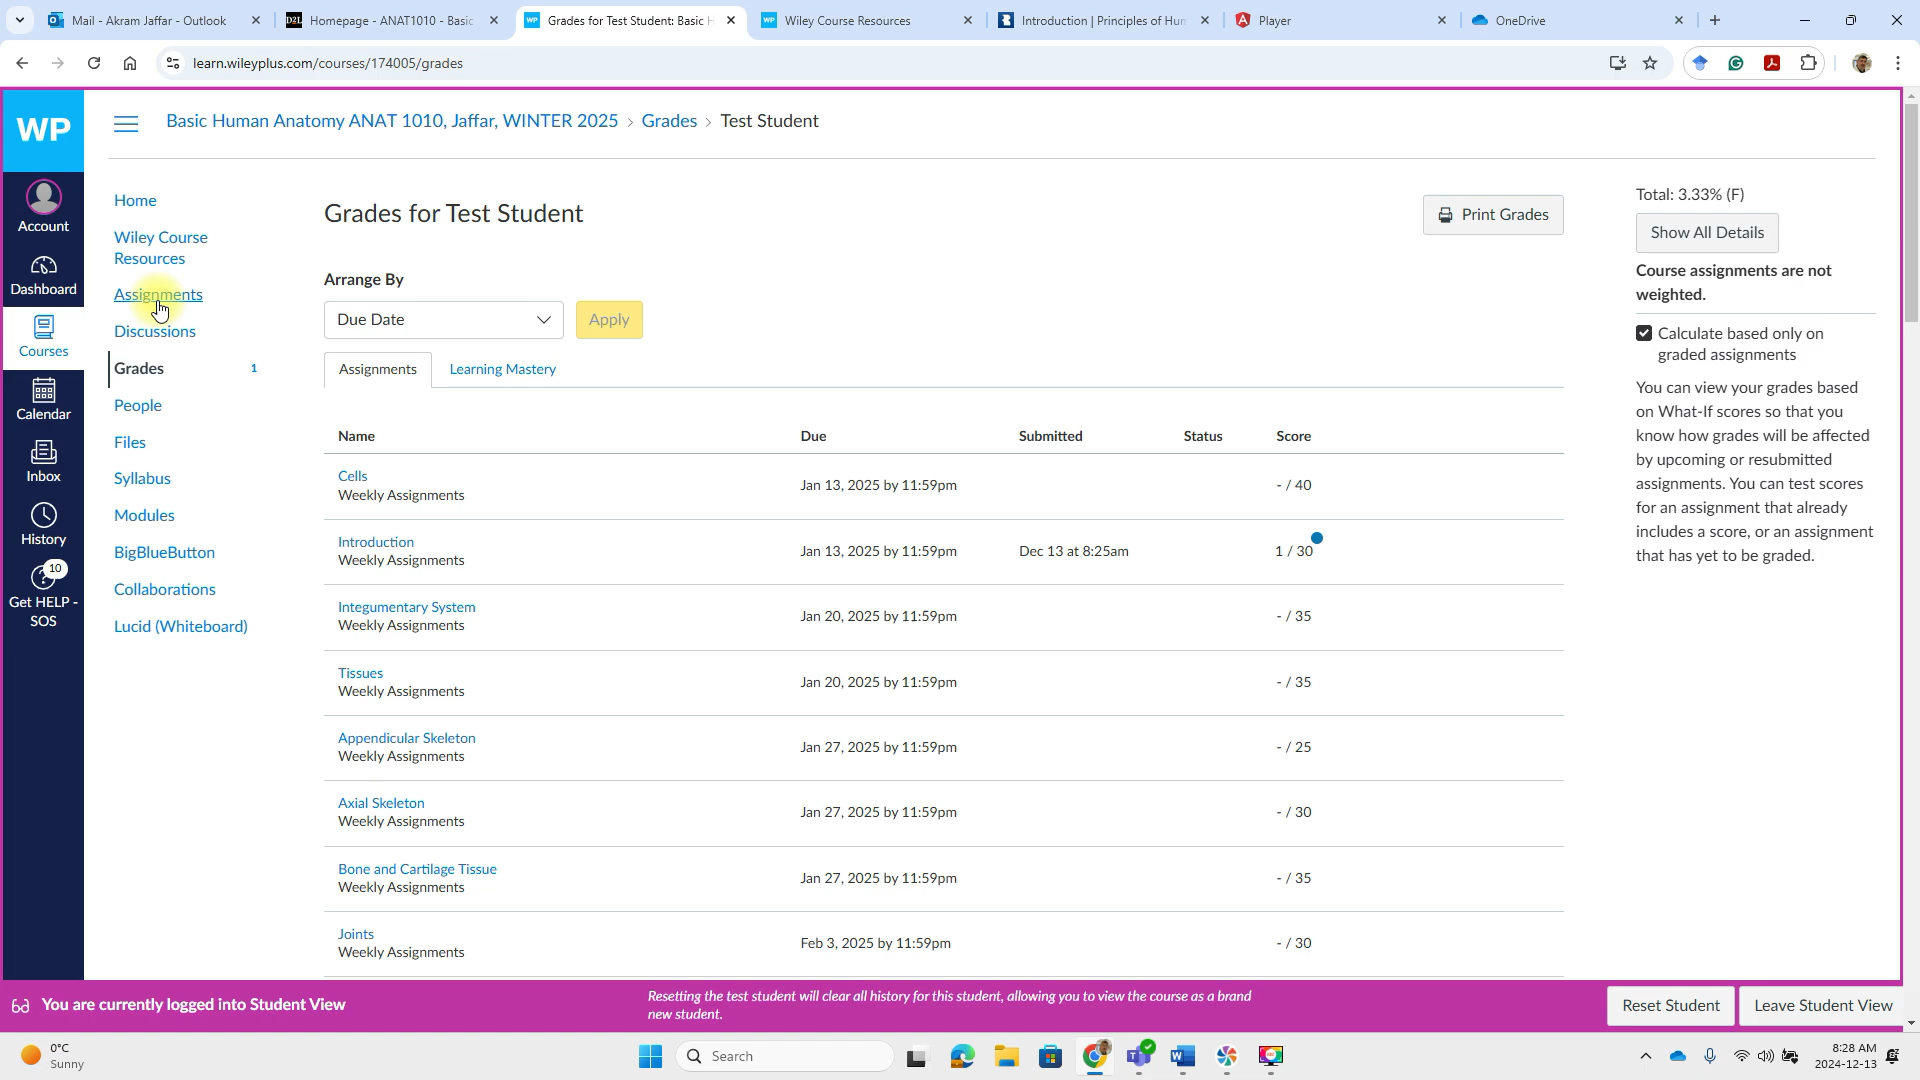 Mail - Akram Jaffar - Outlook
D2L
Homepage - ANAT1010 - Basic
WP
Grades for Test Student: Basic H
WP
Wiley Course Resources
Introduction | Principles of Hum
Player
OneDrive
learn.wileyplus.com/courses/174005/grades
WP
Account
Dashboard
Courses
Calendar
Inbox
History
10
Get HELP -
SOS
Basic Human Anatomy ANAT 1010, Jaffar, WINTER 2025 > Grades > Test Student
Home
Wiley Course
Resources
Assignments
Discussions
Grades 1
People
Files
Syllabus
Modules
BigBlueButton
Collaborations
Lucid (Whiteboard)
Grades for Test Student
Print Grades
Arrange By
Due Date
Apply
Assignments
Learning Mastery
Name Due Submitted Status Score
Cells
Weekly Assignments
Jan 13, 2025 by 11:59pm
- / 40
Introduction
Weekly Assignments
Jan 13, 2025 by 11:59pm
Dec 13 at 8:25am
1 / 30
Integumentary System
Weekly Assignments
Jan 20, 2025 by 11:59pm
- / 35
Tissues
Weekly Assignments
Jan 20, 2025 by 11:59pm
- / 35
Appendicular Skeleton
Weekly Assignments
Jan 27, 2025 by 11:59pm
- / 25
Axial Skeleton
Weekly Assignments
Jan 27, 2025 by 11:59pm
- / 30
Bone and Cartilage Tissue
Weekly Assignments
Jan 27, 2025 by 11:59pm
- / 35
Joints
Weekly Assignments
Feb 3, 2025 by 11:59pm
- / 30
Total: 3.33% (F)
Show All Details
Course assignments are not
weighted.
Calculate based only on
graded assignments
You can view your grades based
on What-If scores so that you
know how grades will be affected
by upcoming or resubmitted
assignments. You can test scores
for an assignment that already
includes a score, or an assignment
that has yet to be graded.
You are currently logged into Student View
Resetting the test student will clear all history for this student, allowing you to view the course as a brand
new student.
Reset Student
Leave Student View
0°C
Sunny
Search
8:28 AM
2024-12-13